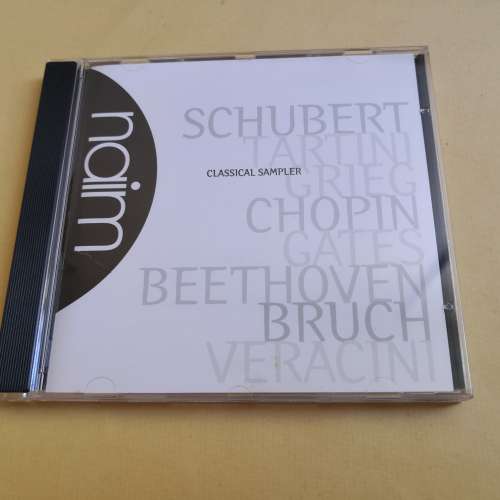 naim
SCHUBERT
TARTINI
CLASSICAL SAMPLER
GRIEG
CHOPIN
GATES
BEETHOVEN
BRUCH
VERACINI